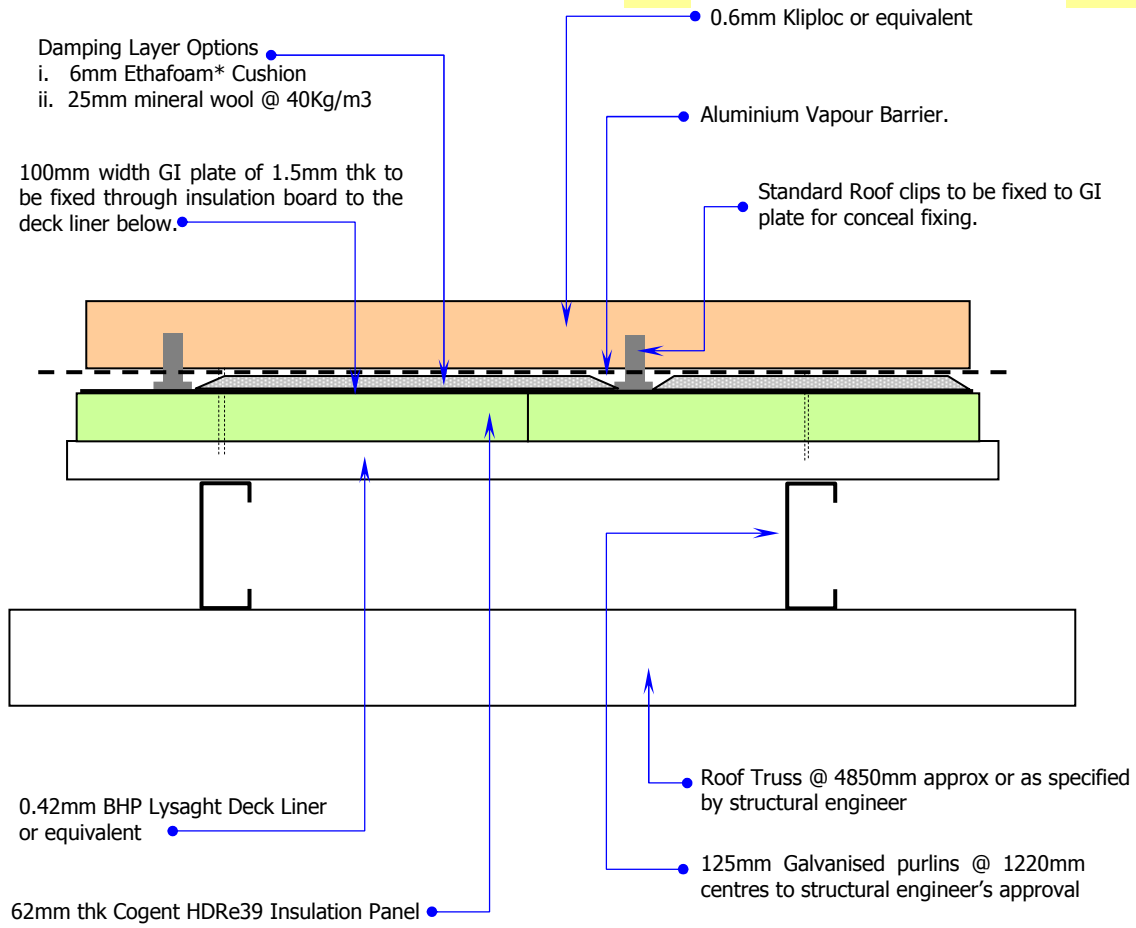 0.6mm Kliploc or equivalent
Damping Layer Options
i. 6mm Ethafoam* Cushion
ii. 25mm mineral wool @ 40Kg/m3
Aluminium Vapour Barrier.
100mm width GI plate of 1.5mm thk to
be fixed through insulation board to the
deck liner below.
Standard Roof clips to be fixed to GI
plate for conceal fixing.
Roof Truss @ 4850mm approx or as specified
by structural engineer
0.42mm BHP Lysaght Deck Liner
or equivalent
125mm Galvanised purlins @ 1220mm
centres to structural engineer's approval
62mm thk Cogent HDRe39 Insulation Panel